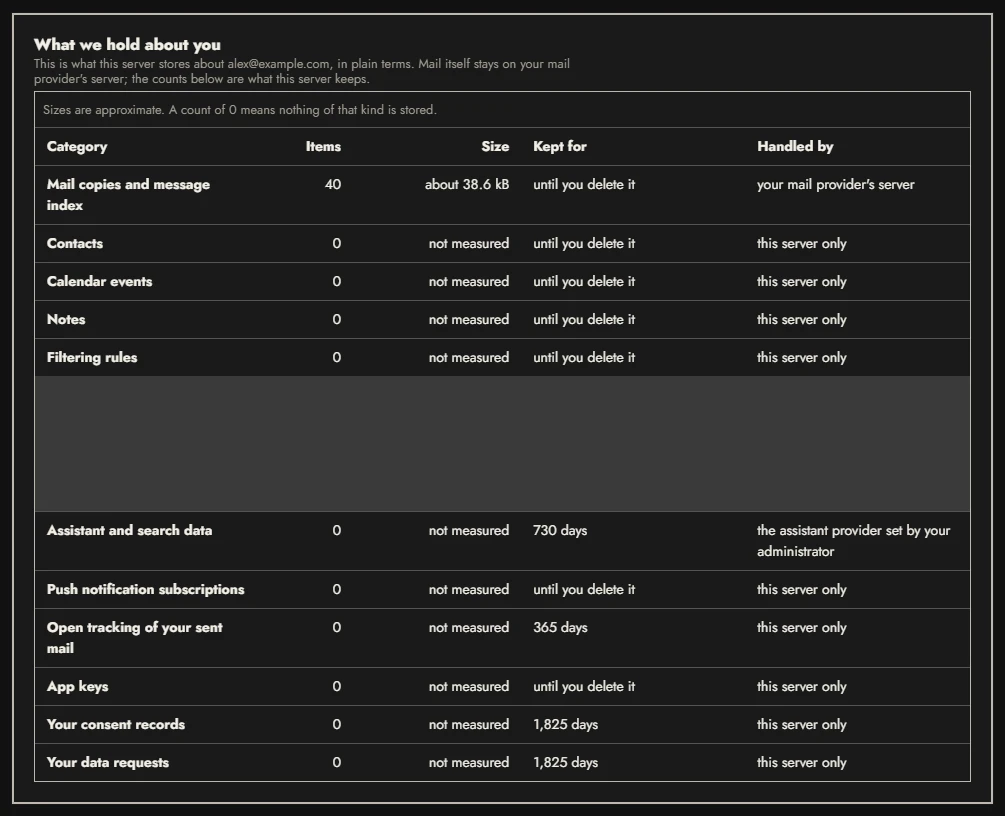 What we hold about you
This is what this server stores about alex@example.com, in plain terms. Mail itself stays on your mail
provider's server; the counts below are what this server keeps.
Sizes are approximate. A count of 0 means nothing of that kind is stored.
Category Items Size Kept for Handled by
Mail copies and message 40 about 38.6 kB until you delete it your mail provider's server
index
Contacts 0 not measured until you delete it this server only
Calendar events 0 not measured until you delete it this server only
Notes 0 not measured until you delete it this server only
Filtering rules 0 not measured until you delete it this server only
Assistant and search data 0 not measured 730 days the assistant provider set by your
administrator
Push notification subscriptions 0 not measured until you delete it this server only
Open tracking of your sent 0 not measured 365 days this server only
mail
App keys 0 not measured until you delete it this server only
Your consent records 0 not measured 1,825 days this server only
Your data requests 0 not measured 1,825 days this server only